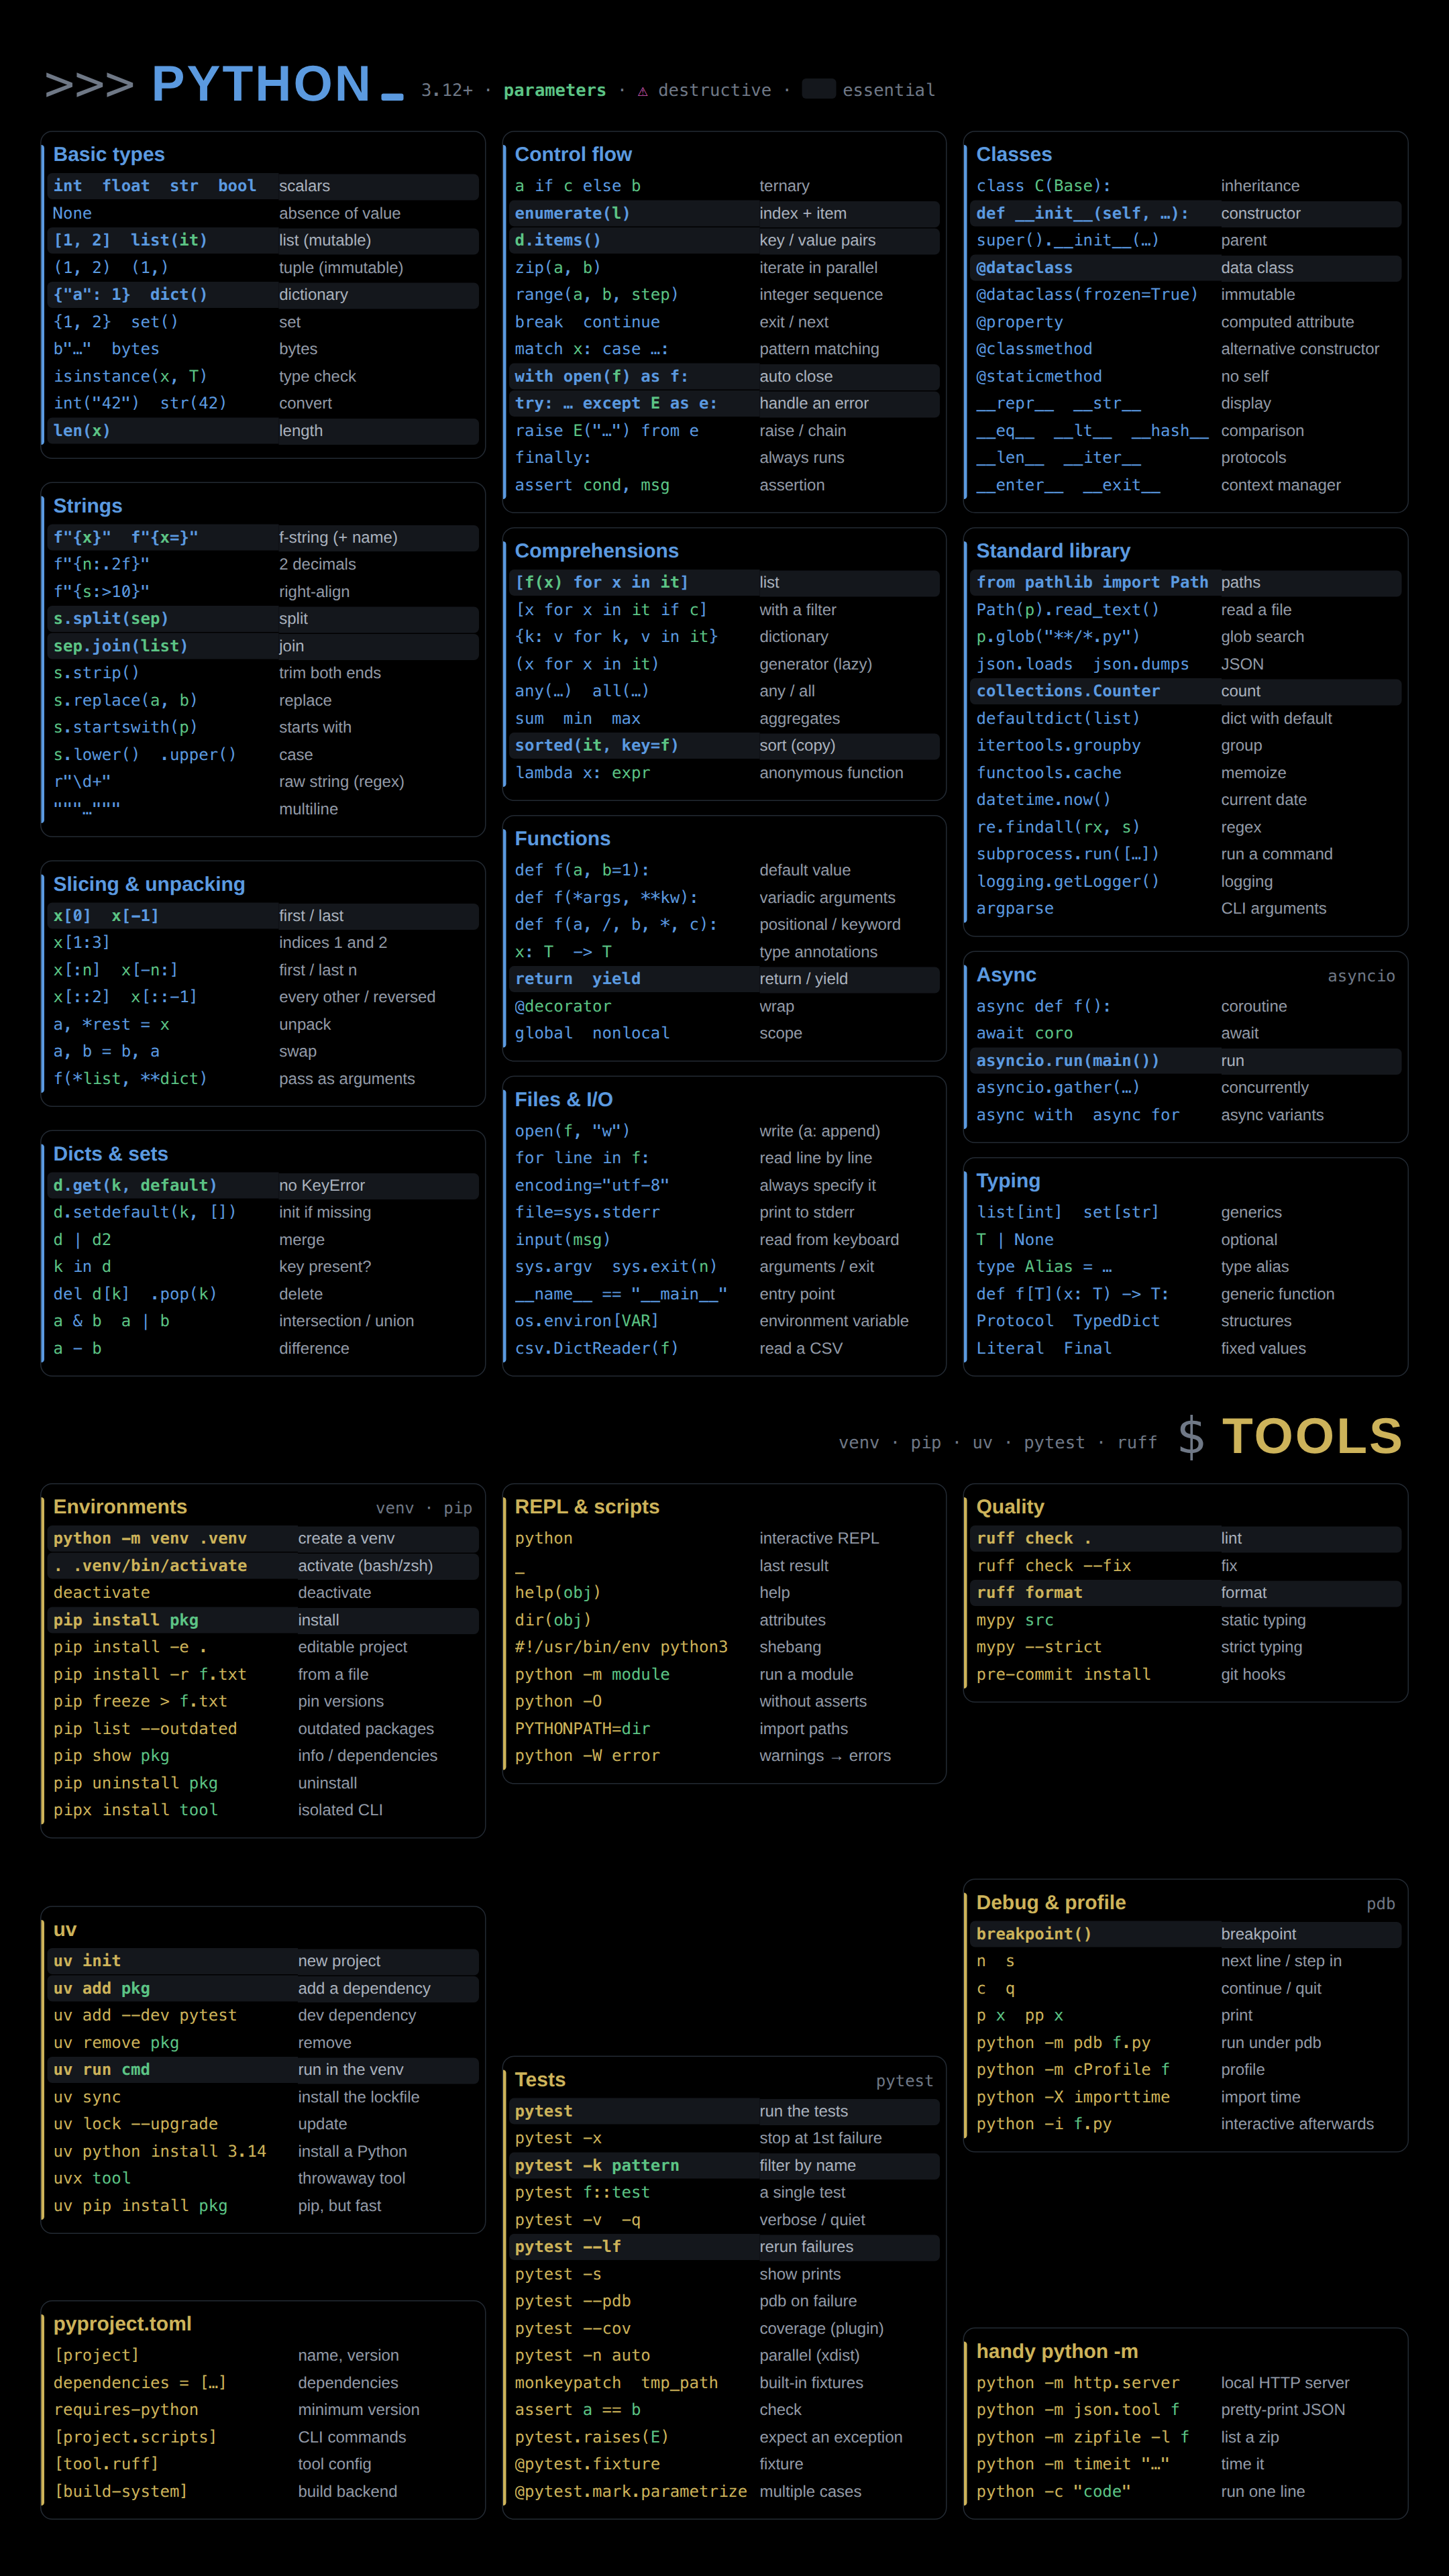 >>> PYTHON_ 3.12+ · parameters · ⚠ destructive · essential
Basic types
int  float  str  bool  scalars
None  absence of value
[1, 2]  list(it)  list (mutable)
(1, 2)  (1,)  tuple (immutable)
{"a": 1}  dict()  dictionary
{1, 2}  set()  set
b"…"  bytes  bytes
isinstance(x, T)  type check
int("42")  str(42)  convert
len(x)  length
Strings
f"{x}"  f"{x=}"  f-string (+ name)
f"{n:.2f}"  2 decimals
f"{s:>10}"  right-align
s.split(sep)  split
sep.join(list)  join
s.strip()  trim both ends
s.replace(a, b)  replace
s.startswith(p)  starts with
s.lower()  .upper()  case
r"\d+"  raw string (regex)
"""…"""  multiline
Slicing & unpacking
x[0]  x[-1]  first / last
x[1:3]  indices 1 and 2
x[:n]  x[-n:]  first / last n
x[::2]  x[::-1]  every other / reversed
a, *rest = x  unpack
a, b = b, a  swap
f(*list, **dict)  pass as arguments
Dicts & sets
d.get(k, default)  no KeyError
d.setdefault(k, [])  init if missing
d | d2  merge
k in d  key present?
del d[k]  .pop(k)  delete
a & b  a | b  intersection / union
a - b  difference
Control flow
a if c else b  ternary
enumerate(l)  index + item
d.items()  key / value pairs
zip(a, b)  iterate in parallel
range(a, b, step)  integer sequence
break  continue  exit / next
match x: case …:  pattern matching
with open(f) as f:  auto close
try: … except E as e:  handle an error
raise E("…") from e  raise / chain
finally:  always runs
assert cond, msg  assertion
Comprehensions
[f(x) for x in it]  list
[x for x in it if c]  with a filter
{k: v for k, v in it}  dictionary
(x for x in it)  generator (lazy)
any(…)  all(…)  any / all
sum  min  max  aggregates
sorted(it, key=f)  sort (copy)
lambda x: expr  anonymous function
Functions
def f(a, b=1):  default value
def f(*args, **kw):  variadic arguments
def f(a, /, b, *, c):  positional / keyword
x: T  -> T  type annotations
return  yield  return / yield
@decorator  wrap
global  nonlocal  scope
Files & I/O
open(f, "w")  write (a: append)
for line in f:  read line by line
encoding="utf-8"  always specify it
file=sys.stderr  print to stderr
input(msg)  read from keyboard
sys.argv  sys.exit(n)  arguments / exit
__name__ == "__main__"  entry point
os.environ[VAR]  environment variable
csv.DictReader(f)  read a CSV
Classes
class C(Base):  inheritance
def __init__(self, …):  constructor
super().__init__(…)  parent
@dataclass  data class
@dataclass(frozen=True)  immutable
@property  computed attribute
@classmethod  alternative constructor
@staticmethod  no self
__repr__  __str__  display
__eq__  __lt__  __hash__  comparison
__len__  __iter__  protocols
__enter__  __exit__  context manager
Standard library
from pathlib import Path  paths
Path(p).read_text()  read a file
p.glob("**/*.py")  glob search
json.loads  json.dumps  JSON
collections.Counter  count
defaultdict(list)  dict with default
itertools.groupby  group
functools.cache  memoize
datetime.now()  current date
re.findall(rx, s)  regex
subprocess.run([…])  run a command
logging.getLogger()  logging
argparse  CLI arguments
Async  asyncio
async def f():  coroutine
await coro  await
asyncio.run(main())  run
asyncio.gather(…)  concurrently
async with  async for  async variants
Typing
list[int]  set[str]  generics
T | None  optional
type Alias = …  type alias
def f[T](x: T) -> T:  generic function
Protocol  TypedDict  structures
Literal  Final  fixed values
venv · pip · uv · pytest · ruff  $ TOOLS
Environments  venv · pip
python -m venv .venv  create a venv
. .venv/bin/activate  activate (bash/zsh)
deactivate  deactivate
pip install pkg  install
pip install -e .  editable project
pip install -r f.txt  from a file
pip freeze > f.txt  pin versions
pip list --outdated  outdated packages
pip show pkg  info / dependencies
pip uninstall pkg  uninstall
pipx install tool  isolated CLI
uv
uv init  new project
uv add pkg  add a dependency
uv add --dev pytest  dev dependency
uv remove pkg  remove
uv run cmd  run in the venv
uv sync  install the lockfile
uv lock --upgrade  update
uv python install 3.14  install a Python
uvx tool  throwaway tool
uv pip install pkg  pip, but fast
pyproject.toml
[project]  name, version
dependencies = […]  dependencies
requires-python  minimum version
[project.scripts]  CLI commands
[tool.ruff]  tool config
[build-system]  build backend
REPL & scripts
python  interactive REPL
_  last result
help(obj)  help
dir(obj)  attributes
#!/usr/bin/env python3  shebang
python -m module  run a module
python -O  without asserts
PYTHONPATH=dir  import paths
python -W error  warnings → errors
Tests  pytest
pytest  run the tests
pytest -x  stop at 1st failure
pytest -k pattern  filter by name
pytest f::test  a single test
pytest -v  -q  verbose / quiet
pytest --lf  rerun failures
pytest -s  show prints
pytest --pdb  pdb on failure
pytest --cov  coverage (plugin)
pytest -n auto  parallel (xdist)
monkeypatch  tmp_path  built-in fixtures
assert a == b  check
pytest.raises(E)  expect an exception
@pytest.fixture  fixture
@pytest.mark.parametrize  multiple cases
Quality
ruff check .  lint
ruff check --fix  fix
ruff format  format
mypy src  static typing
mypy --strict  strict typing
pre-commit install  git hooks
Debug & profile  pdb
breakpoint()  breakpoint
n  s  next line / step in
c  q  continue / quit
p x  pp x  print
python -m pdb f.py  run under pdb
python -m cProfile f  profile
python -X importtime  import time
python -i f.py  interactive afterwards
handy python -m
python -m http.server  local HTTP server
python -m json.tool f  pretty-print JSON
python -m zipfile -l f  list a zip
python -m timeit "…"  time it
python -c "code"  run one line